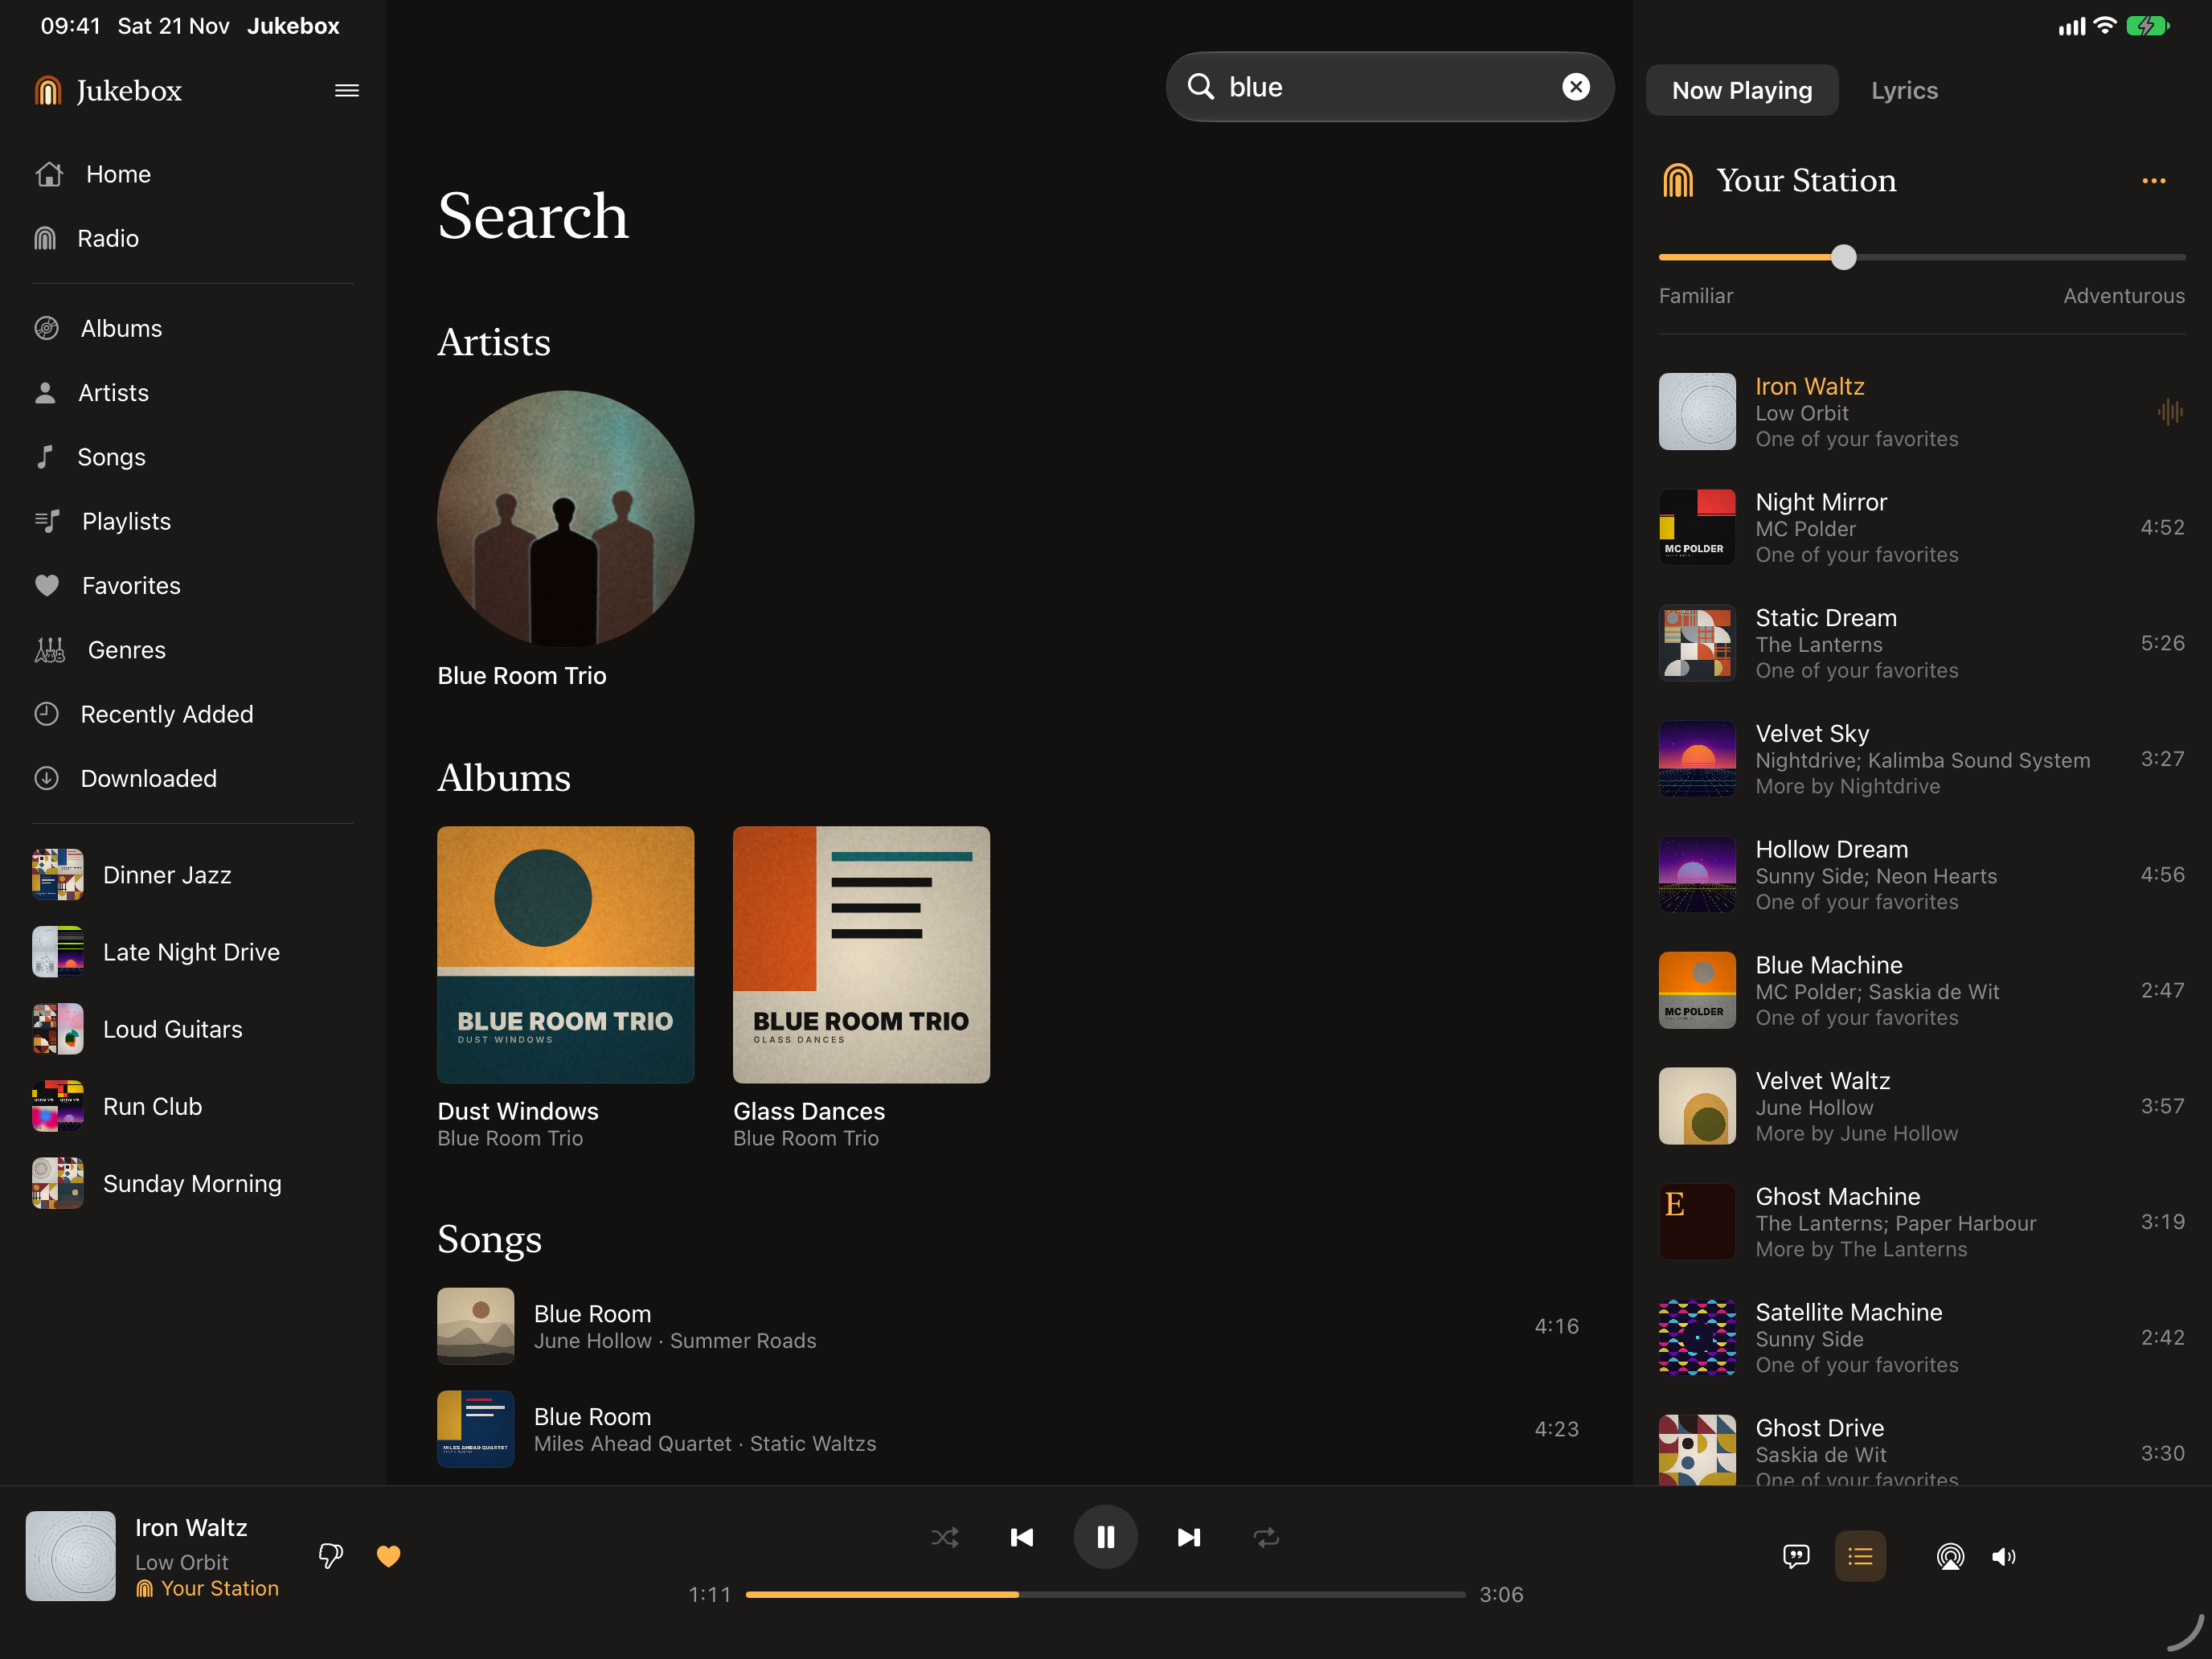 09:41 Sat 21 Nov Jukebox
Jukebox
Home
Radio
Albums
Artists
Songs
Playlists
Favorites
Genres
Recently Added
Downloaded
Dinner Jazz
Late Night Drive
Loud Guitars
Run Club
Sunday Morning
blue
Search
Artists
Blue Room Trio
Albums
BLUE ROOM TRIO
DUST WINDOWS
Dust Windows
Blue Room Trio
BLUE ROOM TRIO
GLASS DANCES
Glass Dances
Blue Room Trio
Songs
Blue Room
June Hollow · Summer Roads
4:16
MILES AHEAD QUARTET
Blue Room
Miles Ahead Quartet · Static Waltzs
4:23
Now Playing
Lyrics
Your Station
Familiar
Adventurous
Iron Waltz
Low Orbit
One of your favorites
MC POLDER
Night Mirror
MC Polder
One of your favorites
4:52
Static Dream
The Lanterns
One of your favorites
5:26
Velvet Sky
Nightdrive; Kalimba Sound System
More by Nightdrive
3:27
Hollow Dream
Sunny Side; Neon Hearts
One of your favorites
4:56
MC POLDER
Blue Machine
MC Polder; Saskia de Wit
One of your favorites
2:47
Velvet Waltz
June Hollow
More by June Hollow
3:57
E
Ghost Machine
The Lanterns; Paper Harbour
More by The Lanterns
3:19
Satellite Machine
Sunny Side
One of your favorites
2:42
Ghost Drive
Saskia de Wit
One of your favorites
3:30
Iron Waltz
Low Orbit
Your Station
1:11
3:06